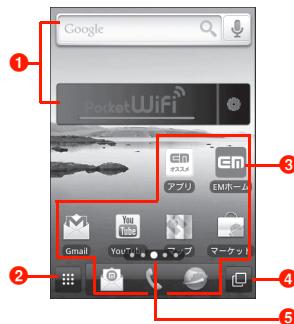 1
Google
Pocket WiFi
EM オススメ
EM
3
アプリ EMホーム
You Tube
Gmail YouTube マップ マーケット
2
4
5